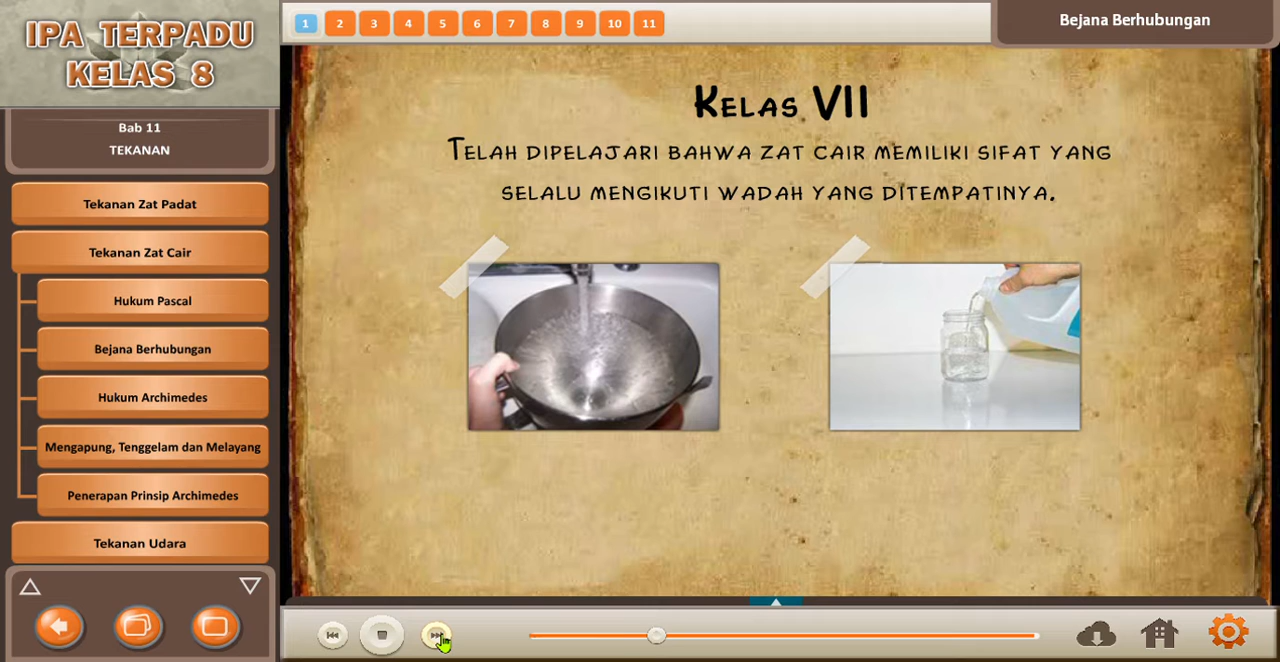 IPA TERPADU
KELAS 8
Bab 11
TEKANAN
Tekanan Zat Padat
Tekanan Zat Cair
Hukum Pascal
Bejana Berhubungan
Hukum Archimedes
Mengapung, Tenggelam dan Melayang
Penerapan Prinsip Archimedes
Tekanan Udara
1 2 3 4 5 6 7 8 9 10 11
Bejana Berhubungan
Kelas VII
Telah dipelajari bahwa zat cair memiliki sifat yang
selalu mengikuti wadah yang ditempatinya.